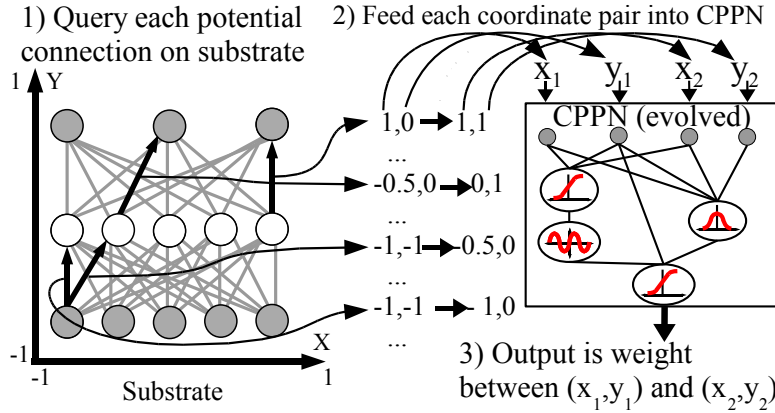 1) Query each potential
connection on substrate
2) Feed each coordinate pair into CPPN
1 Y
x₁ y₁ x₂ y₂
CPPN (evolved)
1,0 1,1
...
-0.5,0 0,1
...
-1,-1 -0.5,0
...
-1,-1 - 1,0
...
-1
-1 X 1
Substrate
3) Output is weight
between (x₁,y₁) and (x₂,y₂)